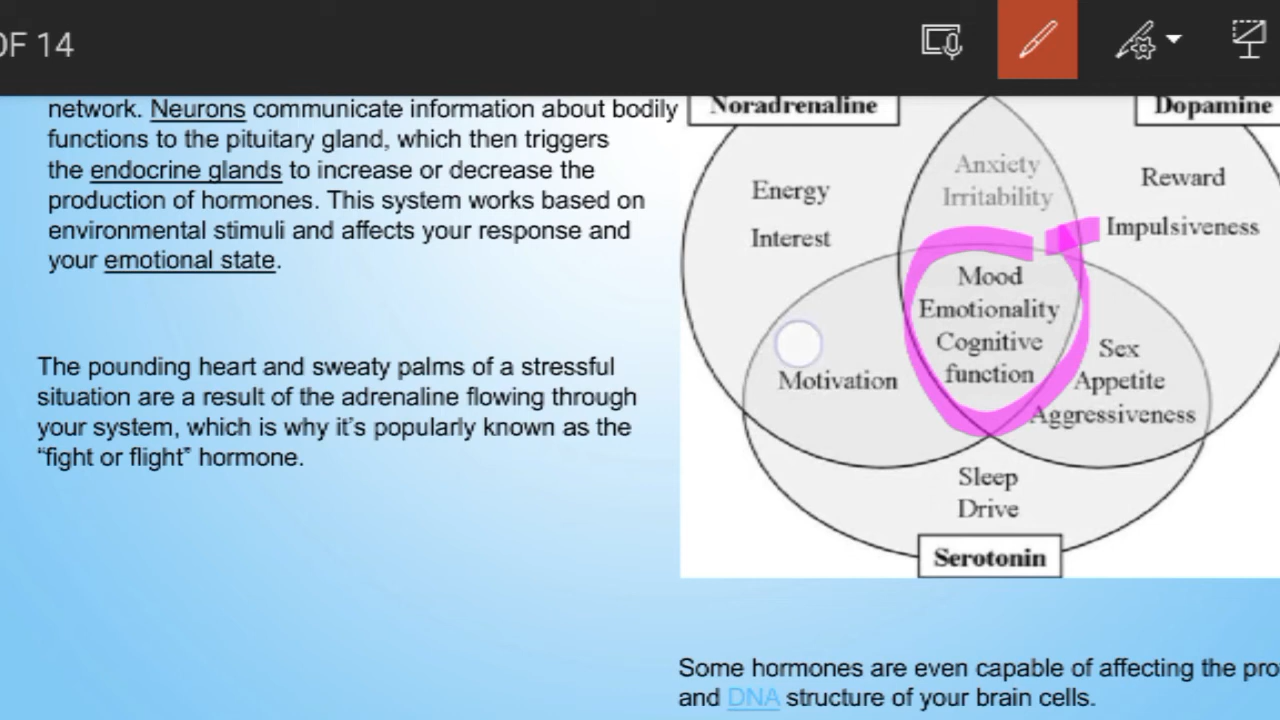 OF 14
network. Neurons communicate information about bodily
functions to the pituitary gland, which then triggers
the endocrine glands to increase or decrease the
production of hormones. This system works based on
environmental stimuli and affects your response and
your emotional state.
The pounding heart and sweaty palms of a stressful
situation are a result of the adrenaline flowing through
your system, which is why it's popularly known as the
“fight or flight” hormone.
Noradrenaline
Dopamine
Anxiety
Irritability
Energy
Interest
Reward
Impulsiveness
Mood
Emotionality
Cognitive
function
Motivation
Sex
Appetite
Aggressiveness
Sleep
Drive
Serotonin
Some hormones are even capable of affecting the
and DNA structure of your brain cells.